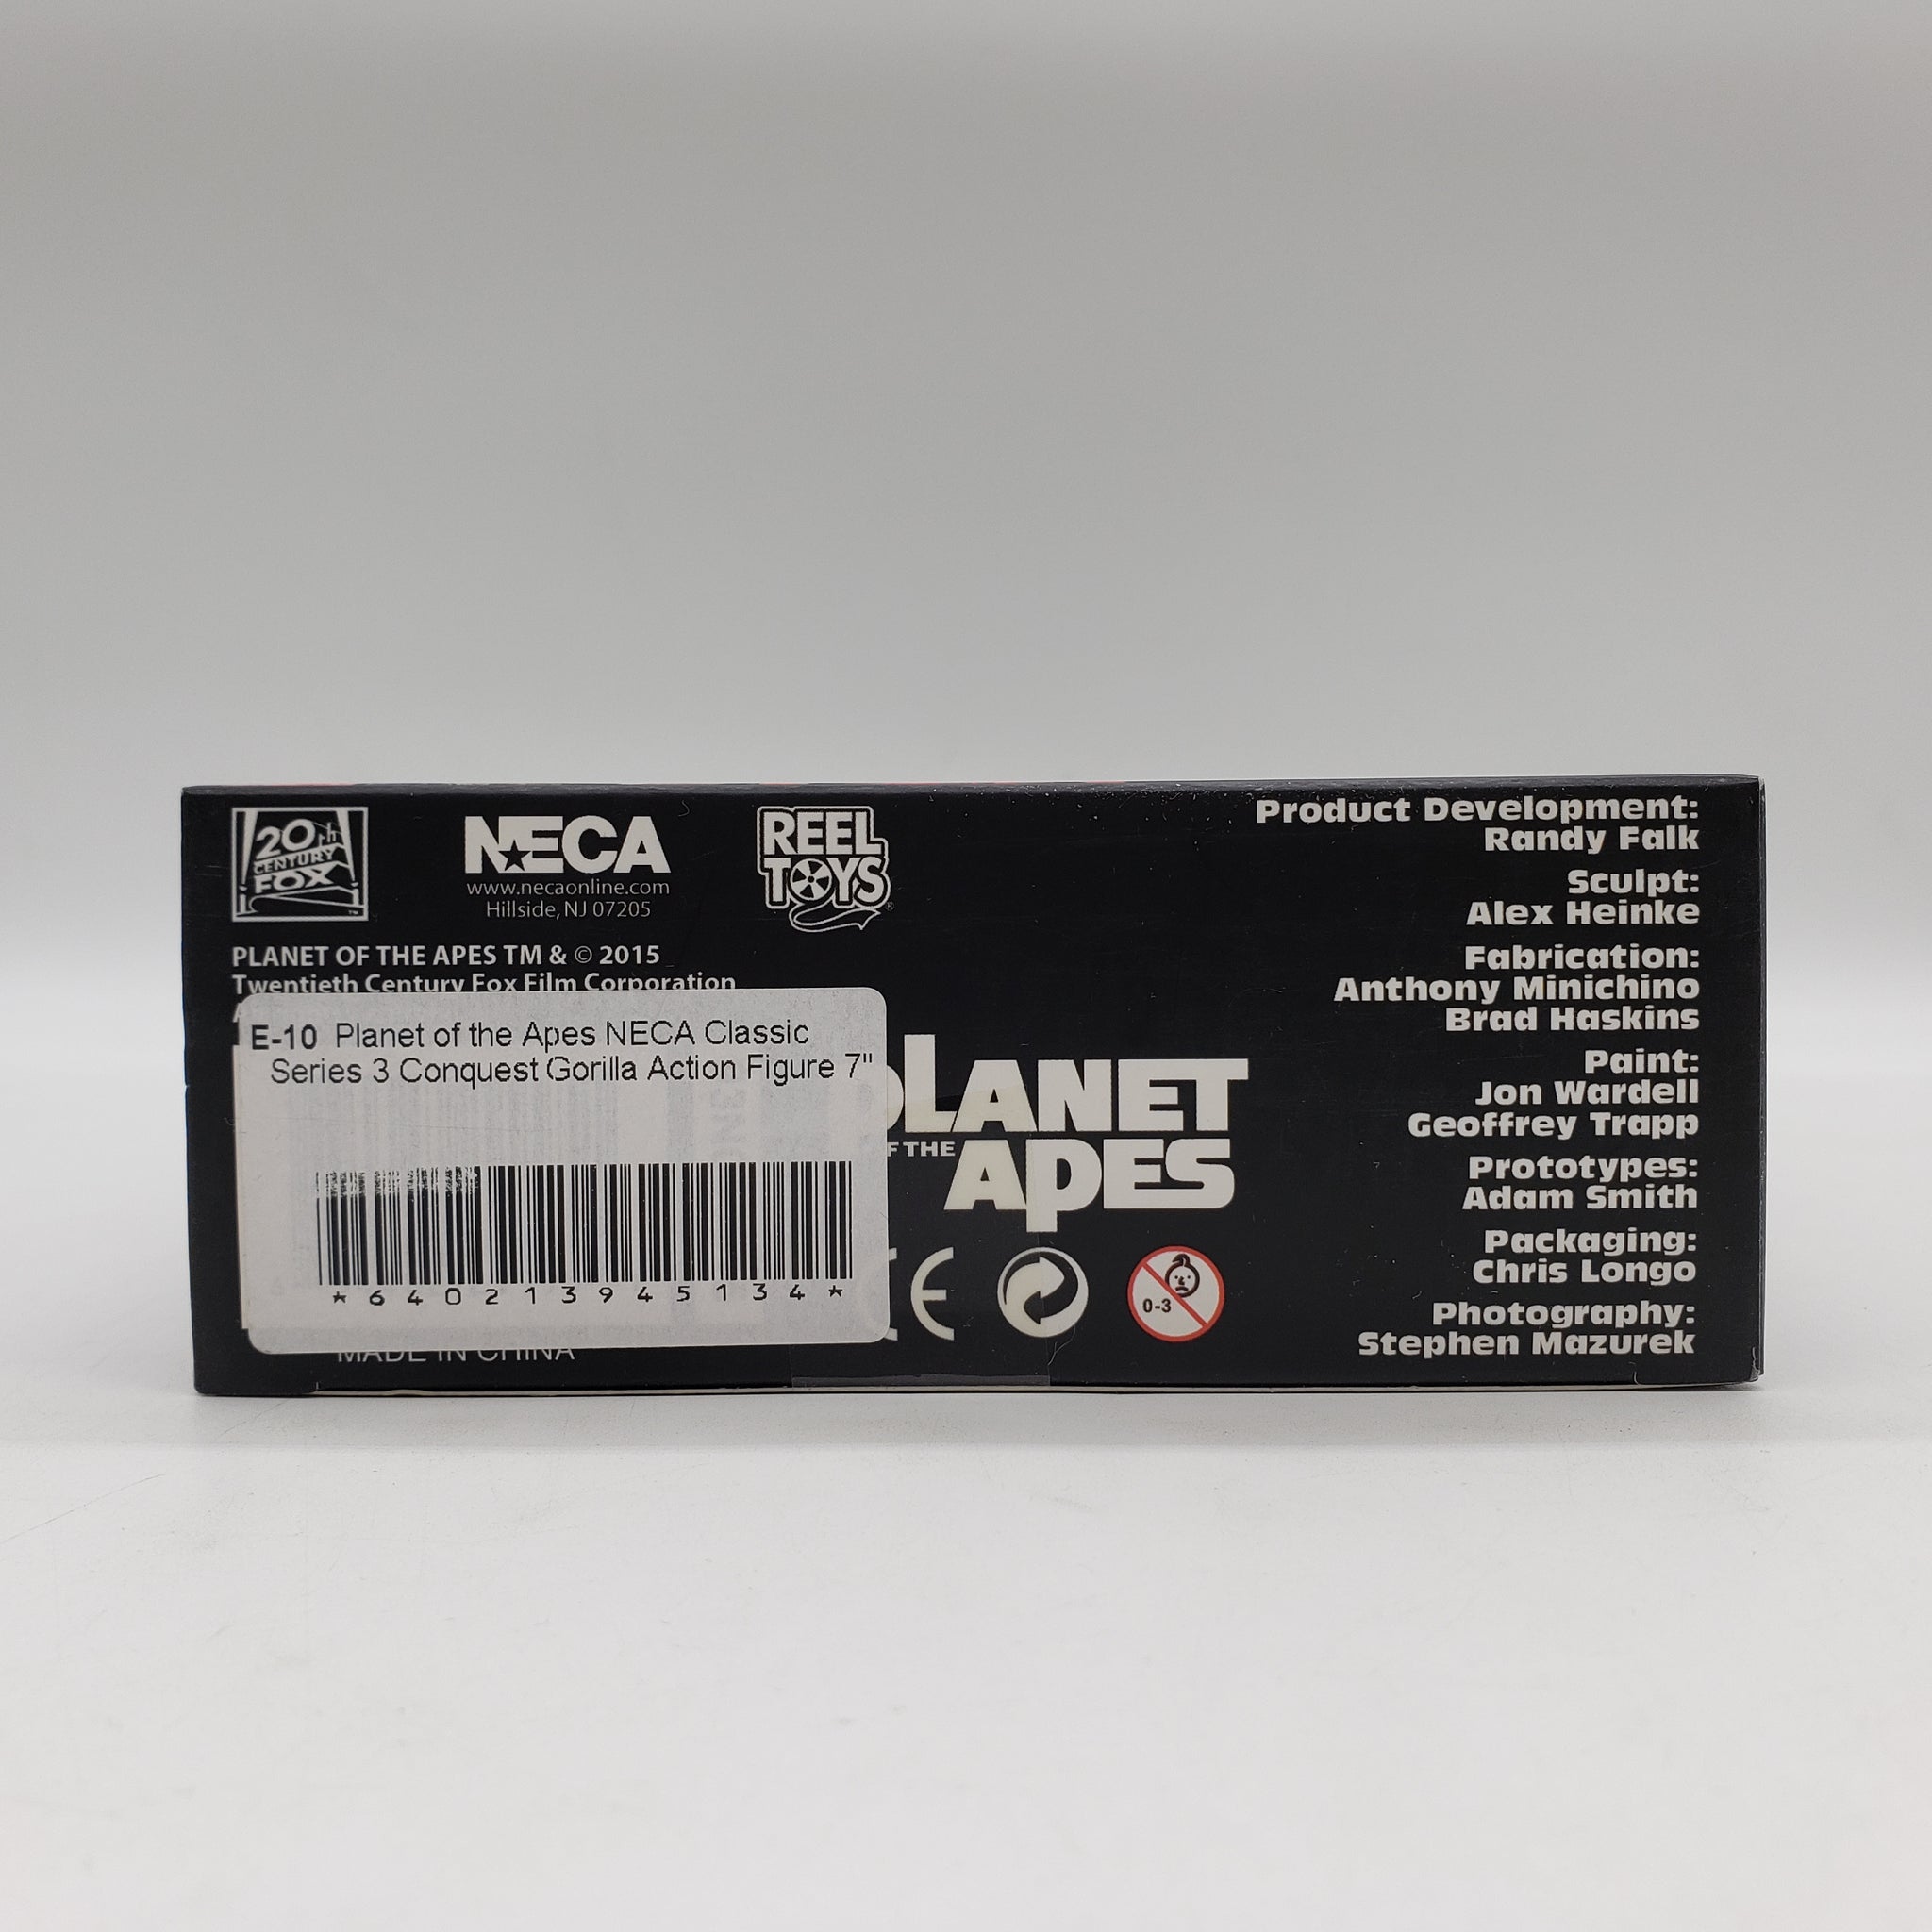 20th
CENTURY
FOX
NECA
www.necaonline.com
Hillside, NJ 07205
REEL
TOYS
PLANET OF THE APES TM & © 2015
Twentieth Century Fox Film Corporation
E-10 Planet of the Apes NECA Classic
Series 3 Conquest Gorilla Action Figure 7"
*640213945134*
MADE IN CHINA
PLANET
OF THE
APES
CE
0-3
Product Development:
Randy Falk
Sculpt:
Alex Heinke
Fabrication:
Anthony Minichino
Brad Haskins
Paint:
Jon Wardell
Geoffrey Trapp
Prototypes:
Adam Smith
Packaging:
Chris Longo
Photography:
Stephen Mazurek